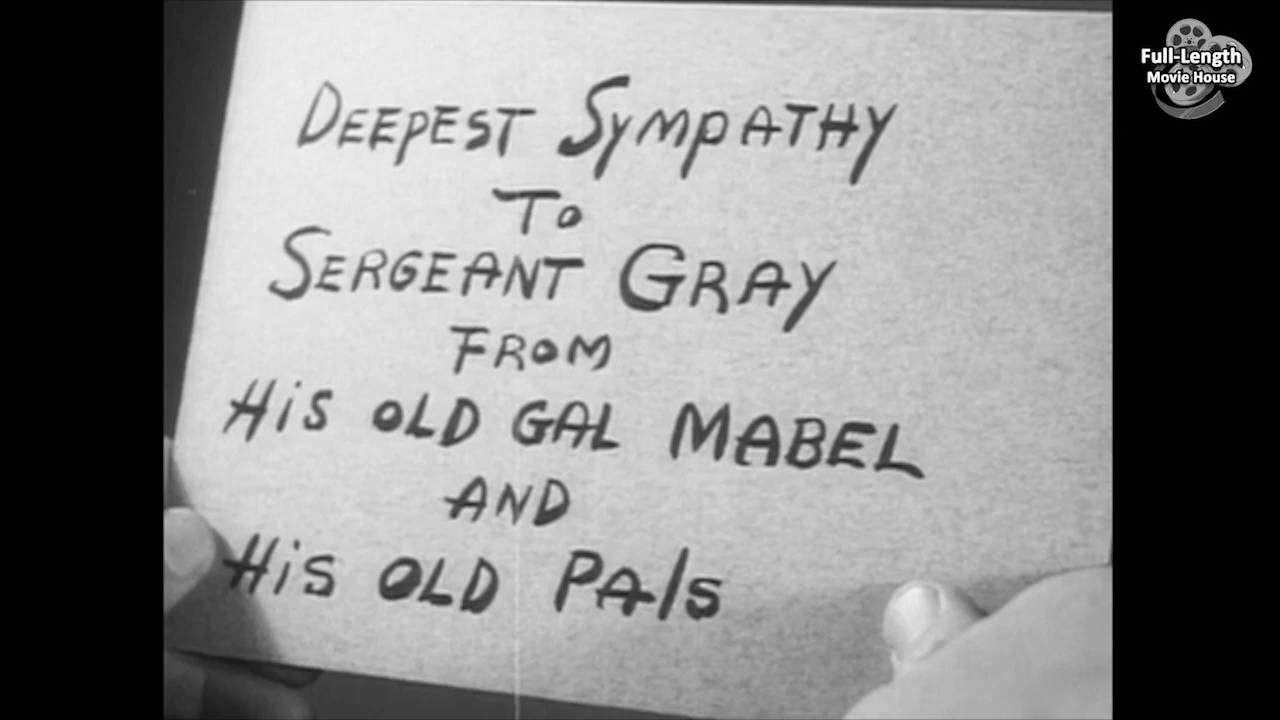 Full-Length
Movie House
Deepest Sympathy
To
Sergeant Gray
From
His old gal Mabel
and
His old Pals